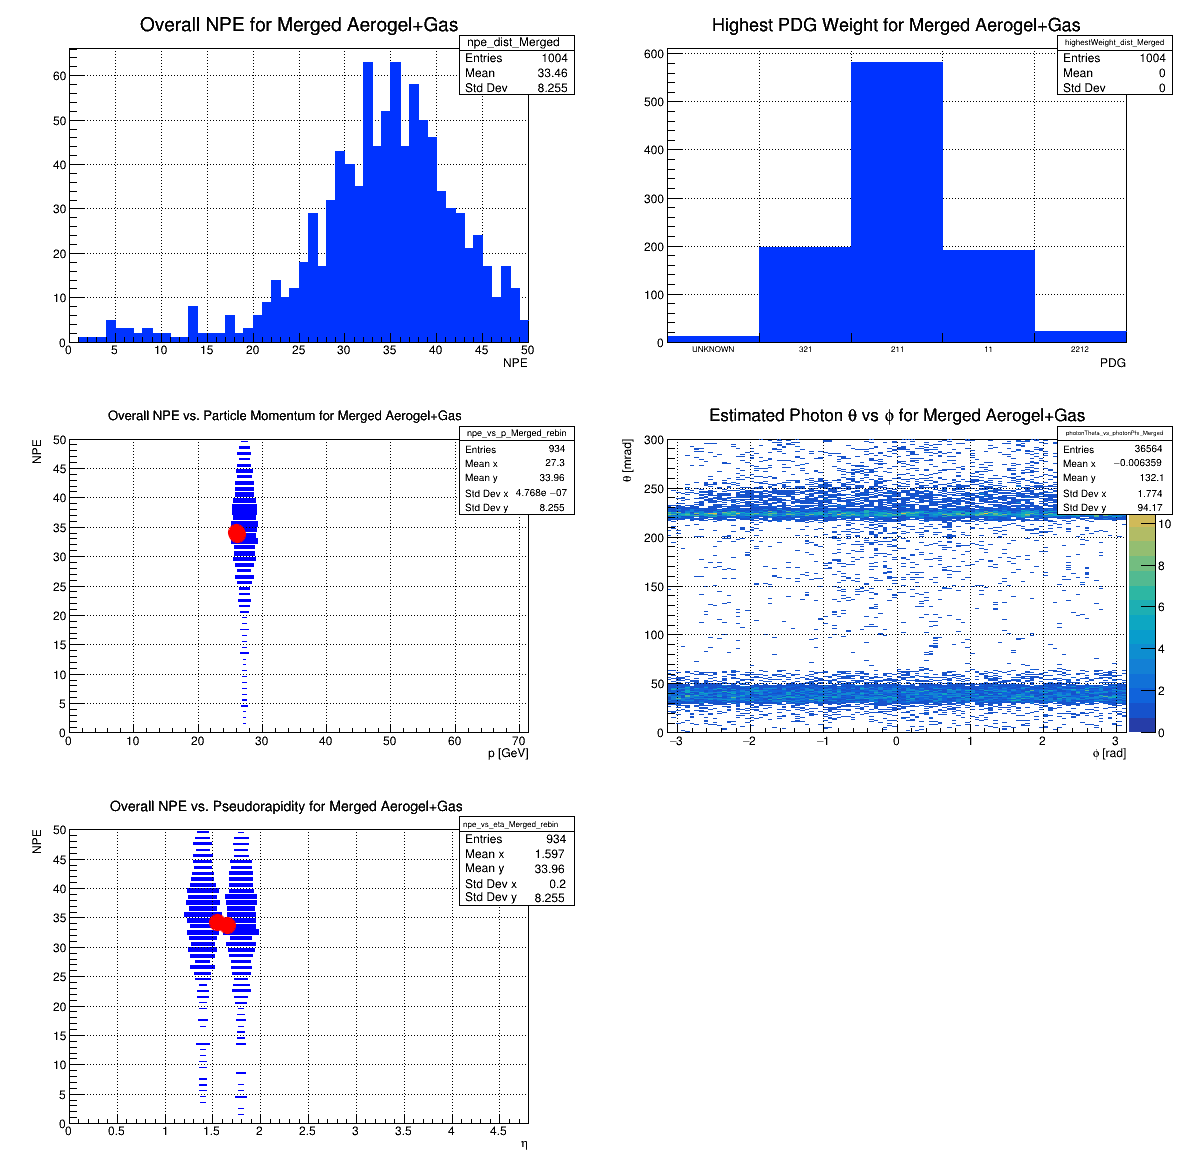 Overall NPE for Merged Aerogel+Gas
npe_dist_Merged
Entries 1004
Mean 33.46
Std Dev 8.255
60
50
40
30
20
10
0
0 5 10 15 20 25 30 35 40 45 50
NPE
Highest PDG Weight for Merged Aerogel+Gas
highestWeight_dist_Merged
Entries 1004
Mean 0
Std Dev 0
600
500
400
300
200
100
0
UNKNOWN 321 211 11 2212
PDG
Overall NPE vs. Particle Momentum for Merged Aerogel+Gas
npe_vs_p_Merged_rebin
Entries 934
Mean x 27.3
Mean y 33.96
Std Dev x 4.768e −07
Std Dev y 8.255
NPE
50
45
40
35
30
25
20
15
10
5
0
0 10 20 30 40 50 60 70
p [GeV]
Estimated Photon θ vs ϕ for Merged Aerogel+Gas
photonTheta_vs_photonPhi_Merged
Entries 36564
Mean x −0.006359
Mean y 132.1
Std Dev x 1.774
Std Dev y 94.17
θ [mrad]
300
250
200
150
100
50
0
−3 −2 −1 0 1 2 3
ϕ [rad]
10
8
6
4
2
0
Overall NPE vs. Pseudorapidity for Merged Aerogel+Gas
npe_vs_eta_Merged_rebin
Entries 934
Mean x 1.597
Mean y 33.96
Std Dev x 0.2
Std Dev y 8.255
NPE
50
45
40
35
30
25
20
15
10
5
0
0 0.5 1 1.5 2 2.5 3 3.5 4 4.5
η